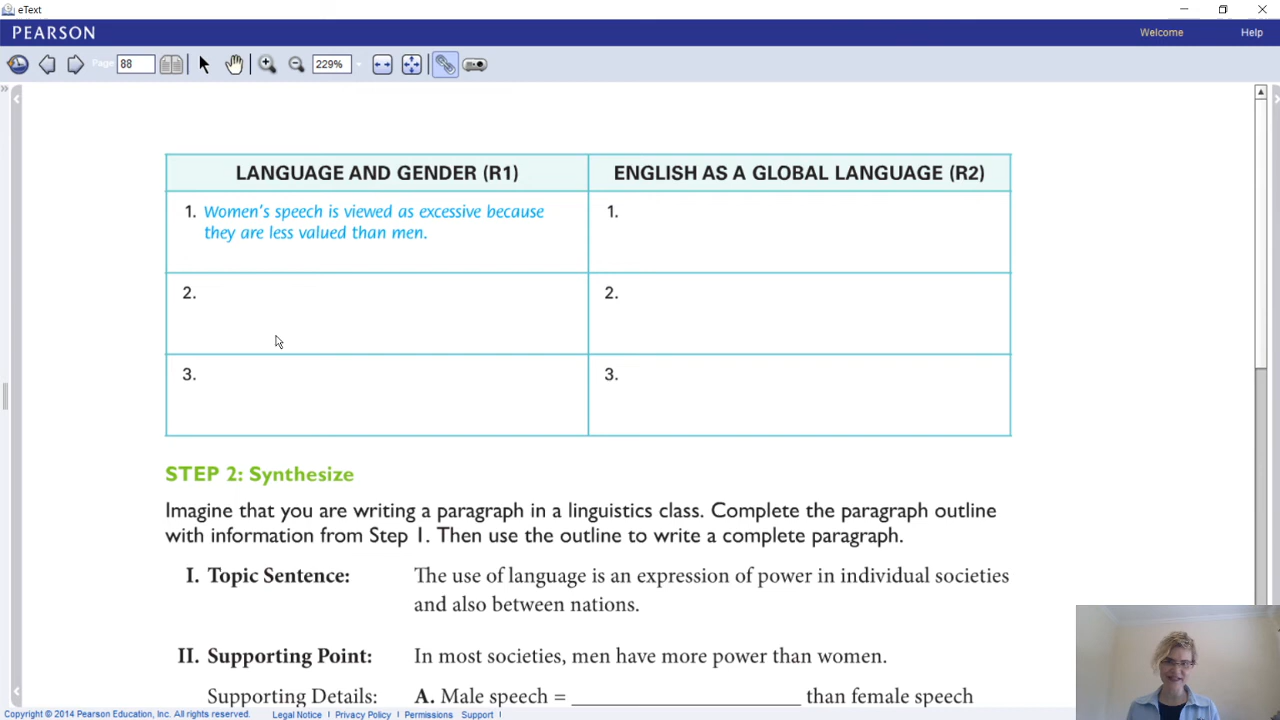 eText
PEARSON
Welcome
Help
Page
88
229%
LANGUAGE AND GENDER (R1)
ENGLISH AS A GLOBAL LANGUAGE (R2)
1. Women's speech is viewed as excessive because
they are less valued than men.
1.
2.
2.
3.
3.
STEP 2: Synthesize
Imagine that you are writing a paragraph in a linguistics class. Complete the paragraph outline
with information from Step 1. Then use the outline to write a complete paragraph.
I. Topic Sentence: The use of language is an expression of power in individual societies
and also between nations.
II. Supporting Point: In most societies, men have more power than women.
Supporting Details: A. Male speech = ____________________ than female speech
Copyright © 2014 Pearson Education, Inc. All rights reserved. Legal Notice | Privacy Policy | Permissions Support |